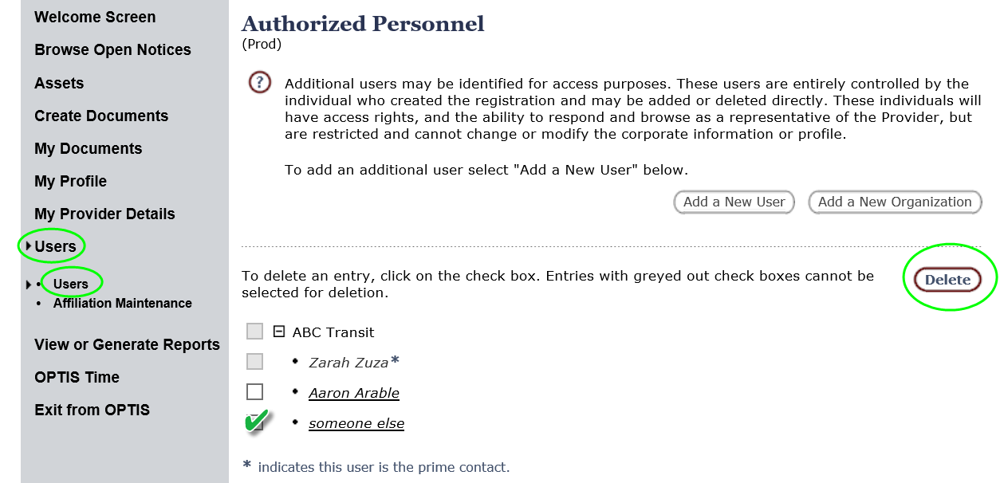 Welcome Screen
Browse Open Notices
Assets
Create Documents
My Documents
My Profile
My Provider Details
Users
• Users
• Affiliation Maintenance
View or Generate Reports
OPTIS Time
Exit from OPTIS
Authorized Personnel
(Prod)
? Additional users may be identified for access purposes. These users are entirely controlled by the
individual who created the registration and may be added or deleted directly. These individuals will
have access rights, and the ability to respond and browse as a representative of the Provider, but
are restricted and cannot change or modify the corporate information or profile.
To add an additional user select "Add a New User" below.
Add a New User Add a New Organization
To delete an entry, click on the check box. Entries with greyed out check boxes cannot be
selected for deletion.
Delete
ABC Transit
• Zarah Zuza*
• Aaron Arable
• someone else
* indicates this user is the prime contact.